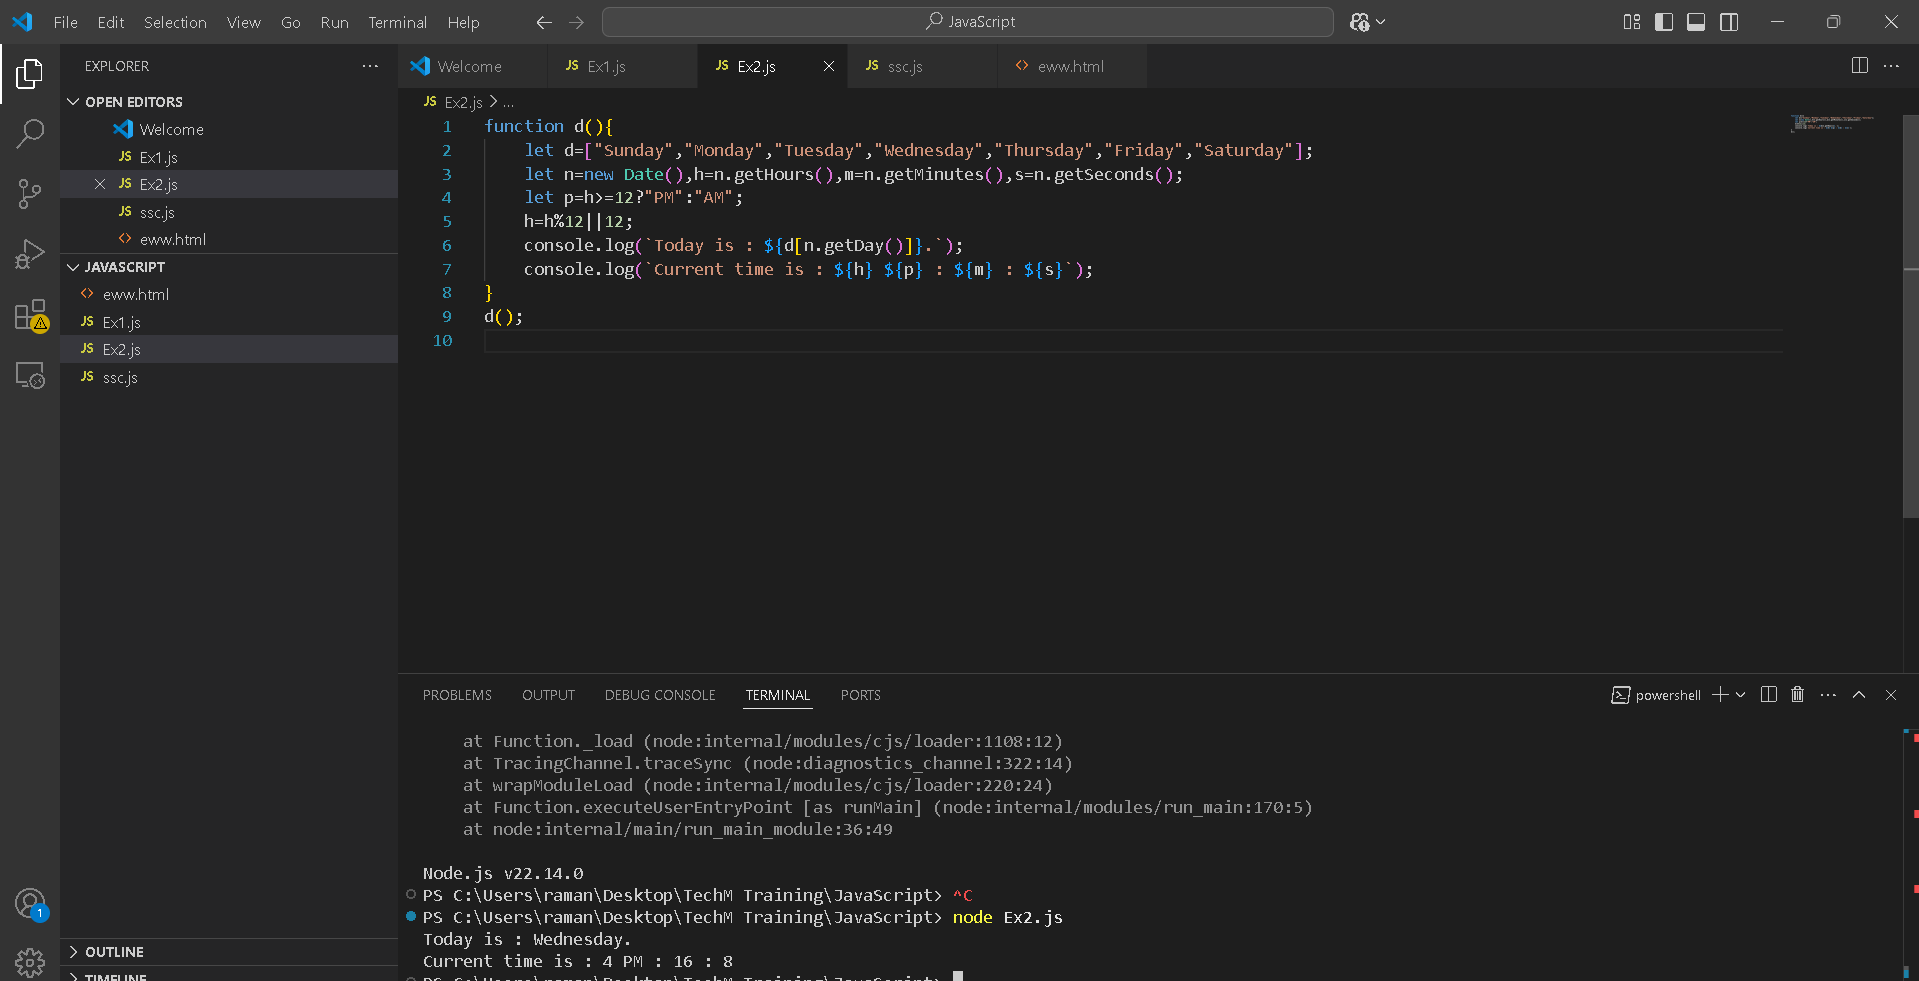 File Edit Selection View Go Run Terminal Help
JavaScript
EXPLORER
OPEN EDITORS
Welcome
JS Ex1.js
JS Ex2.js
JS ssc.js
<> eww.html
JAVASCRIPT
<> eww.html
JS Ex1.js
JS Ex2.js
JS ssc.js
OUTLINE
TIMELINE
1
Welcome JS Ex1.js JS Ex2.js JS ssc.js <> eww.html
JS Ex2.js > ...
1 function d(){
2 let d=["Sunday","Monday","Tuesday","Wednesday","Thursday","Friday","Saturday"];
3 let n=new Date(),h=n.getHours(),m=n.getMinutes(),s=n.getSeconds();
4 let p=h>=12?"PM":"AM";
5 h=h%12||12;
6 console.log(`Today is : ${d[n.getDay()]}.`);
7 console.log(`Current time is : ${h} ${p} : ${m} : ${s}`);
8 }
9 d();
10
PROBLEMS OUTPUT DEBUG CONSOLE TERMINAL PORTS
powershell
at Function._load (node:internal/modules/cjs/loader:1108:12)
at TracingChannel.traceSync (node:diagnostics_channel:322:14)
at wrapModuleLoad (node:internal/modules/cjs/loader:220:24)
at Function.executeUserEntryPoint [as runMain] (node:internal/modules/run_main:170:5)
at node:internal/main/run_main_module:36:49
Node.js v22.14.0
PS C:\Users\raman\Desktop\TechM Training\JavaScript> ^C
PS C:\Users\raman\Desktop\TechM Training\JavaScript> node Ex2.js
Today is : Wednesday.
Current time is : 4 PM : 16 : 8
PS C:\Users\raman\Desktop\TechM Training\JavaScript>